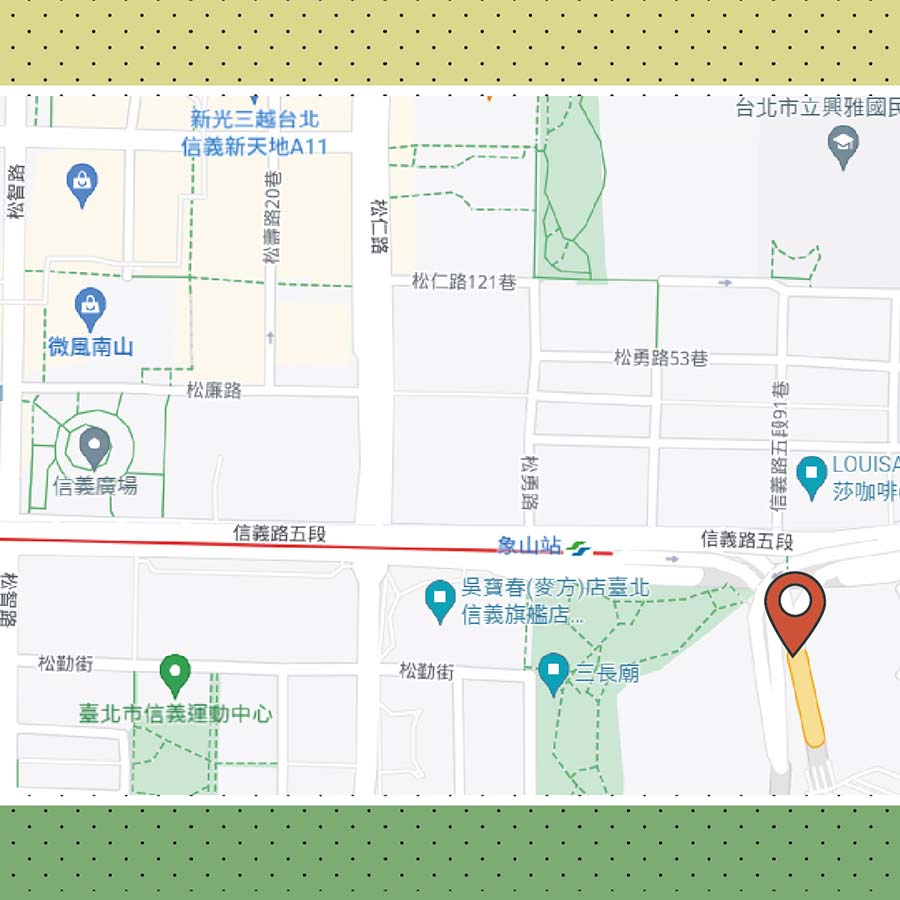 台北市立興雅國民
新光三越台北
信義新天地A11
松智路
松壽路20巷
松仁路
松仁路121巷
微風南山
松勇路53巷
松廉路
信義路五段91巷
LOUISA
莎咖啡
信義廣場
松勇路
信義路五段
象山站
信義路五段
松智路
吳寶春(麥方)店臺北
信義旗艦店...
松勤街
松勤街
三長廟
臺北市信義運動中心